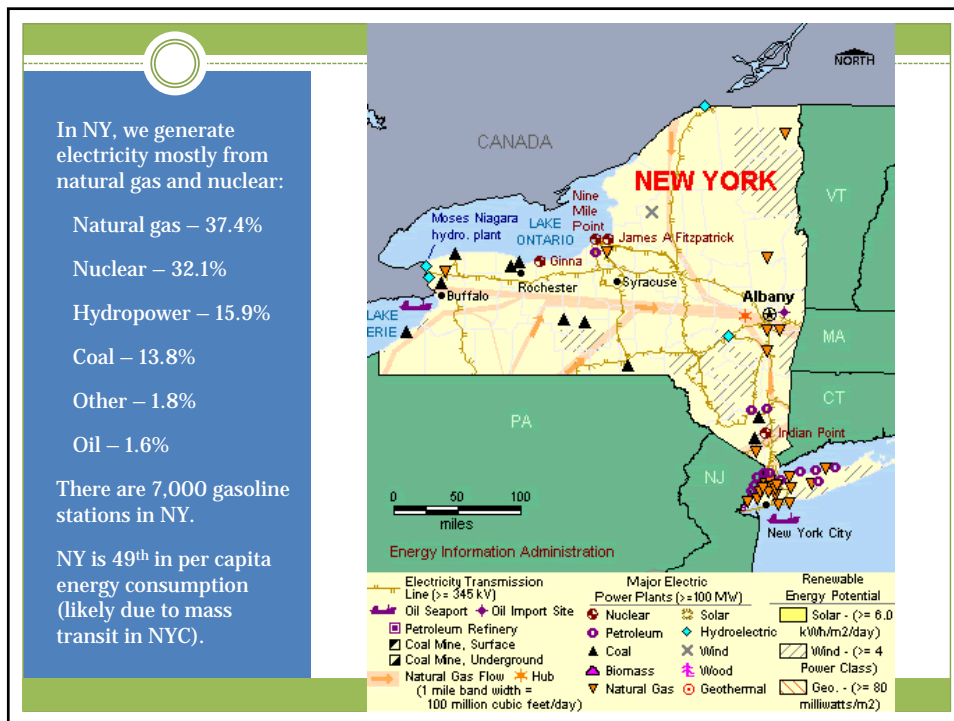 In NY, we generate
electricity mostly from
natural gas and nuclear:
Natural gas – 37.4%
Nuclear – 32.1%
Hydropower – 15.9%
Coal – 13.8%
Other – 1.8%
Oil – 1.6%
There are 7,000 gasoline
stations in NY.
NY is 49th in per capita
energy consumption
(likely due to mass
transit in NYC).
NORTH
CANADA
NEW YORK
VT
Nine
Mile
Point
Moses Niagara
hydro. plant
LAKE
ONTARIO
James A Fitzpatrick
Ginna
Rochester
Syracuse
Albany
Buffalo
LAKE
ERIE
MA
CT
PA
Indian Point
NJ
New York City
0 50 100
miles
Energy Information Administration
Electricity Transmission
Line (>= 345 kV)
Oil Seaport
Oil Import Site
Petroleum Refinery
Coal Mine, Surface
Coal Mine, Underground
Natural Gas Flow
Hub
(1 mile band width =
100 million cubic feet/day)
Major Electric
Power Plants (>=100 MW)
Nuclear
Solar
Petroleum
Hydroelectric
Coal
Wind
Biomass
Wood
Natural Gas
Geothermal
Renewable
Energy Potential
Solar - (>= 6.0
kWh/m2/day)
Wind - (>= 4
Power Class)
Geo. - (>= 80
milliwatts/m2)